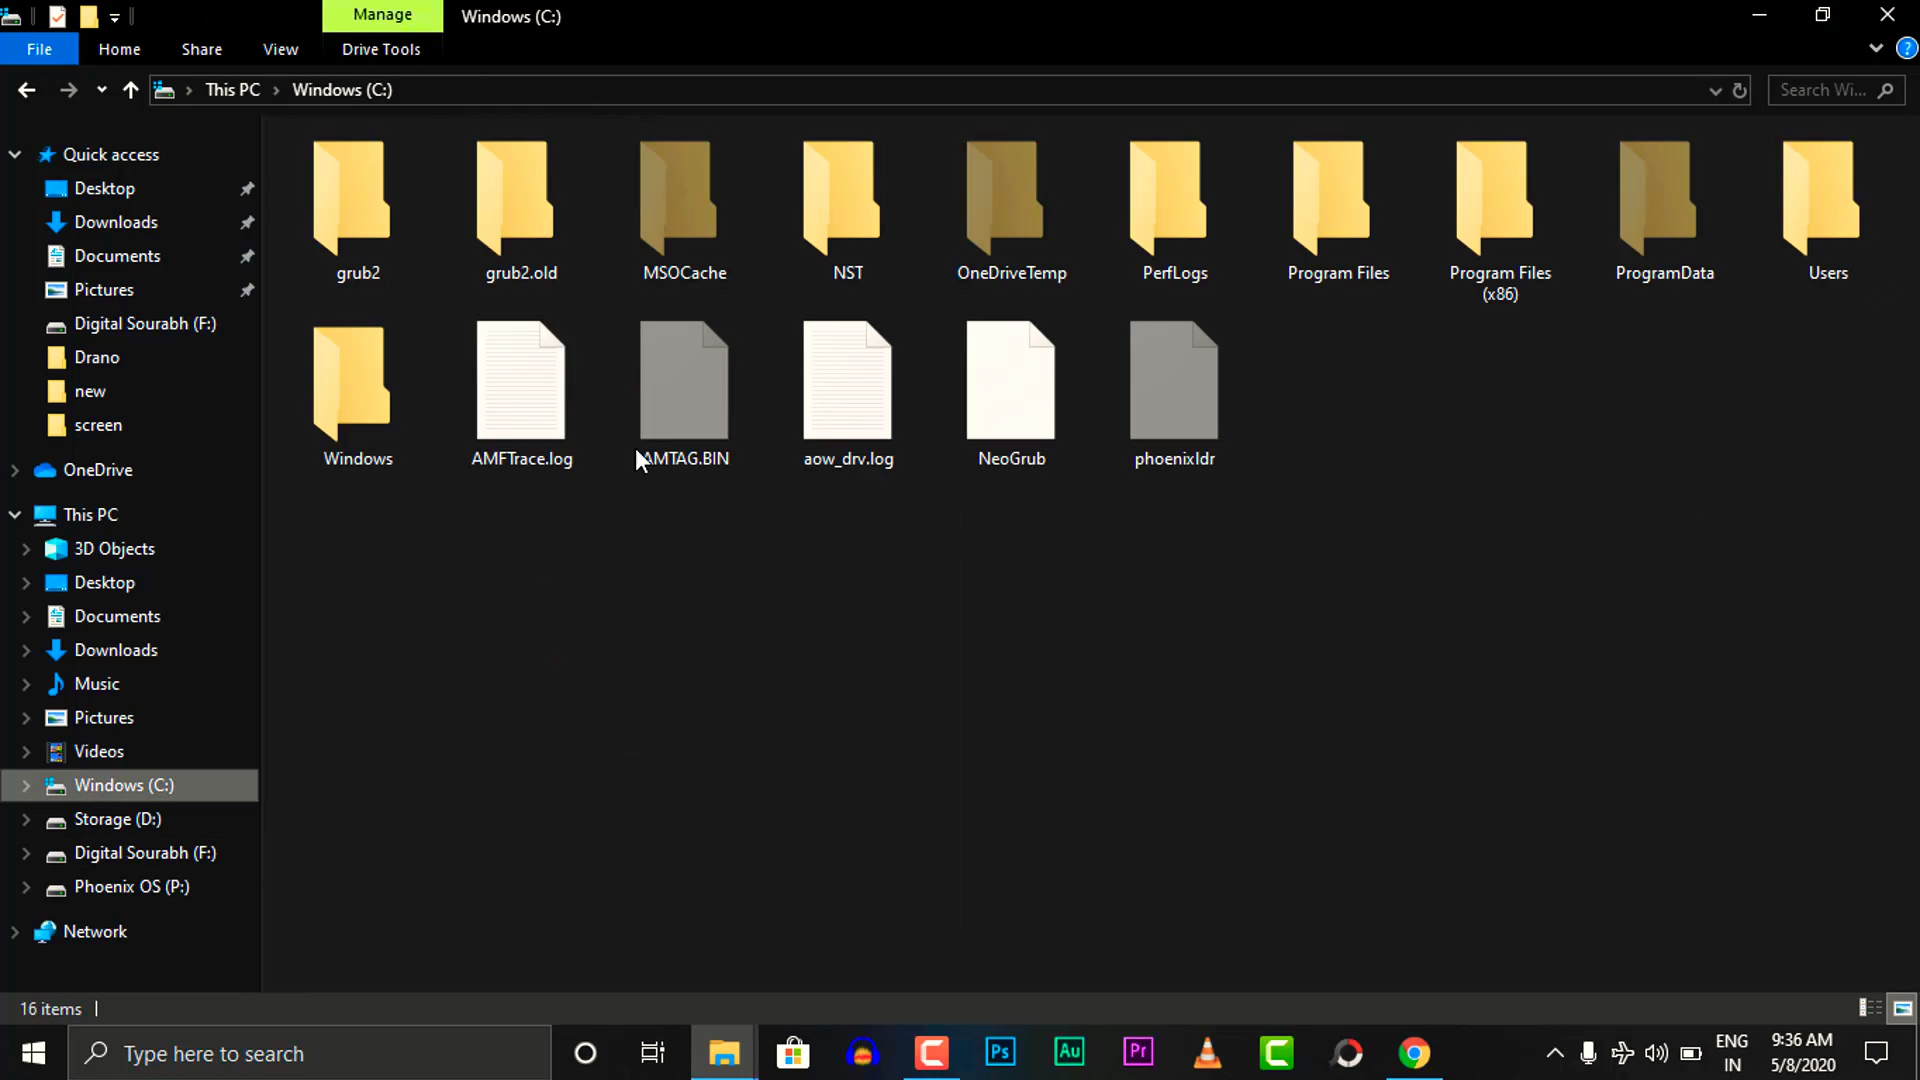 Manage
Windows (C:)
File
Home
Share
View
Drive Tools
This PC
Windows (C:)
Search Wi...
Quick access
Desktop
Downloads
Documents
Pictures
Digital Sourabh (F:)
Drano
new
screen
OneDrive
This PC
3D Objects
Desktop
Documents
Downloads
Music
Pictures
Videos
Windows (C:)
Storage (D:)
Digital Sourabh (F:)
Phoenix OS (P:)
Network
grub2
grub2.old
MSOCache
NST
OneDriveTemp
PerfLogs
Program Files
Program Files
(x86)
ProgramData
Users
Windows
AMFTrace.log
AMTAG.BIN
aow_drv.log
NeoGrub
phoenixldr
16 items
Type here to search
Ps
Au
Pr
ENG
IN
9:36 AM
5/8/2020